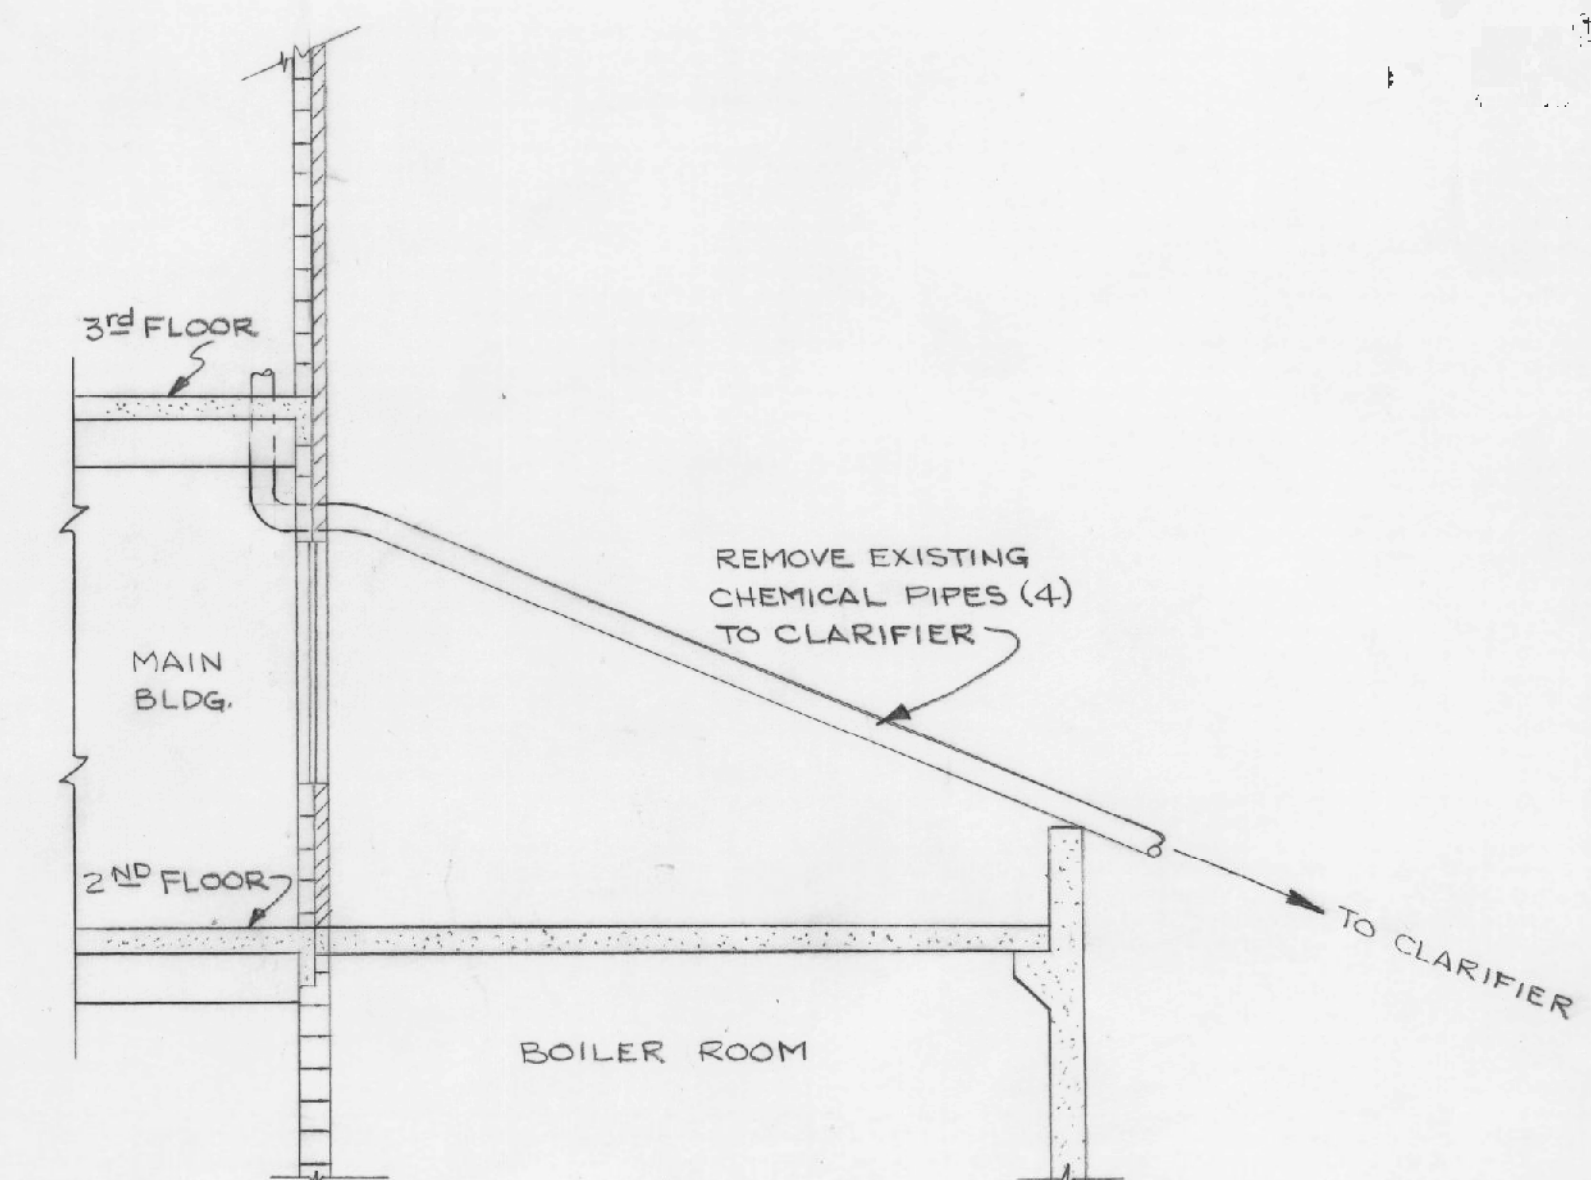 3rd FLOOR
REMOVE EXISTING
CHEMICAL PIPES (4)
TO CLARIFIER
MAIN
BLDG.
2ND FLOOR
TO CLARIFIER
BOILER ROOM